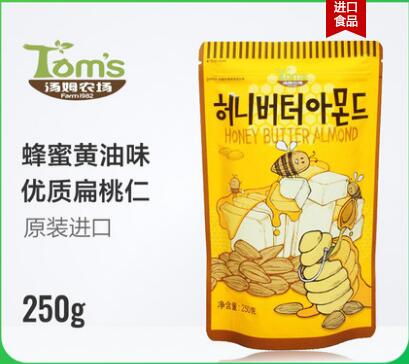 进口
食品
Tom's
汤姆农场
Farm1982
蜂蜜黄油味
优质扁桃仁
原装进口
250g
허니버터아몬드
HONEY BUTTER ALMOND
净含量:250克